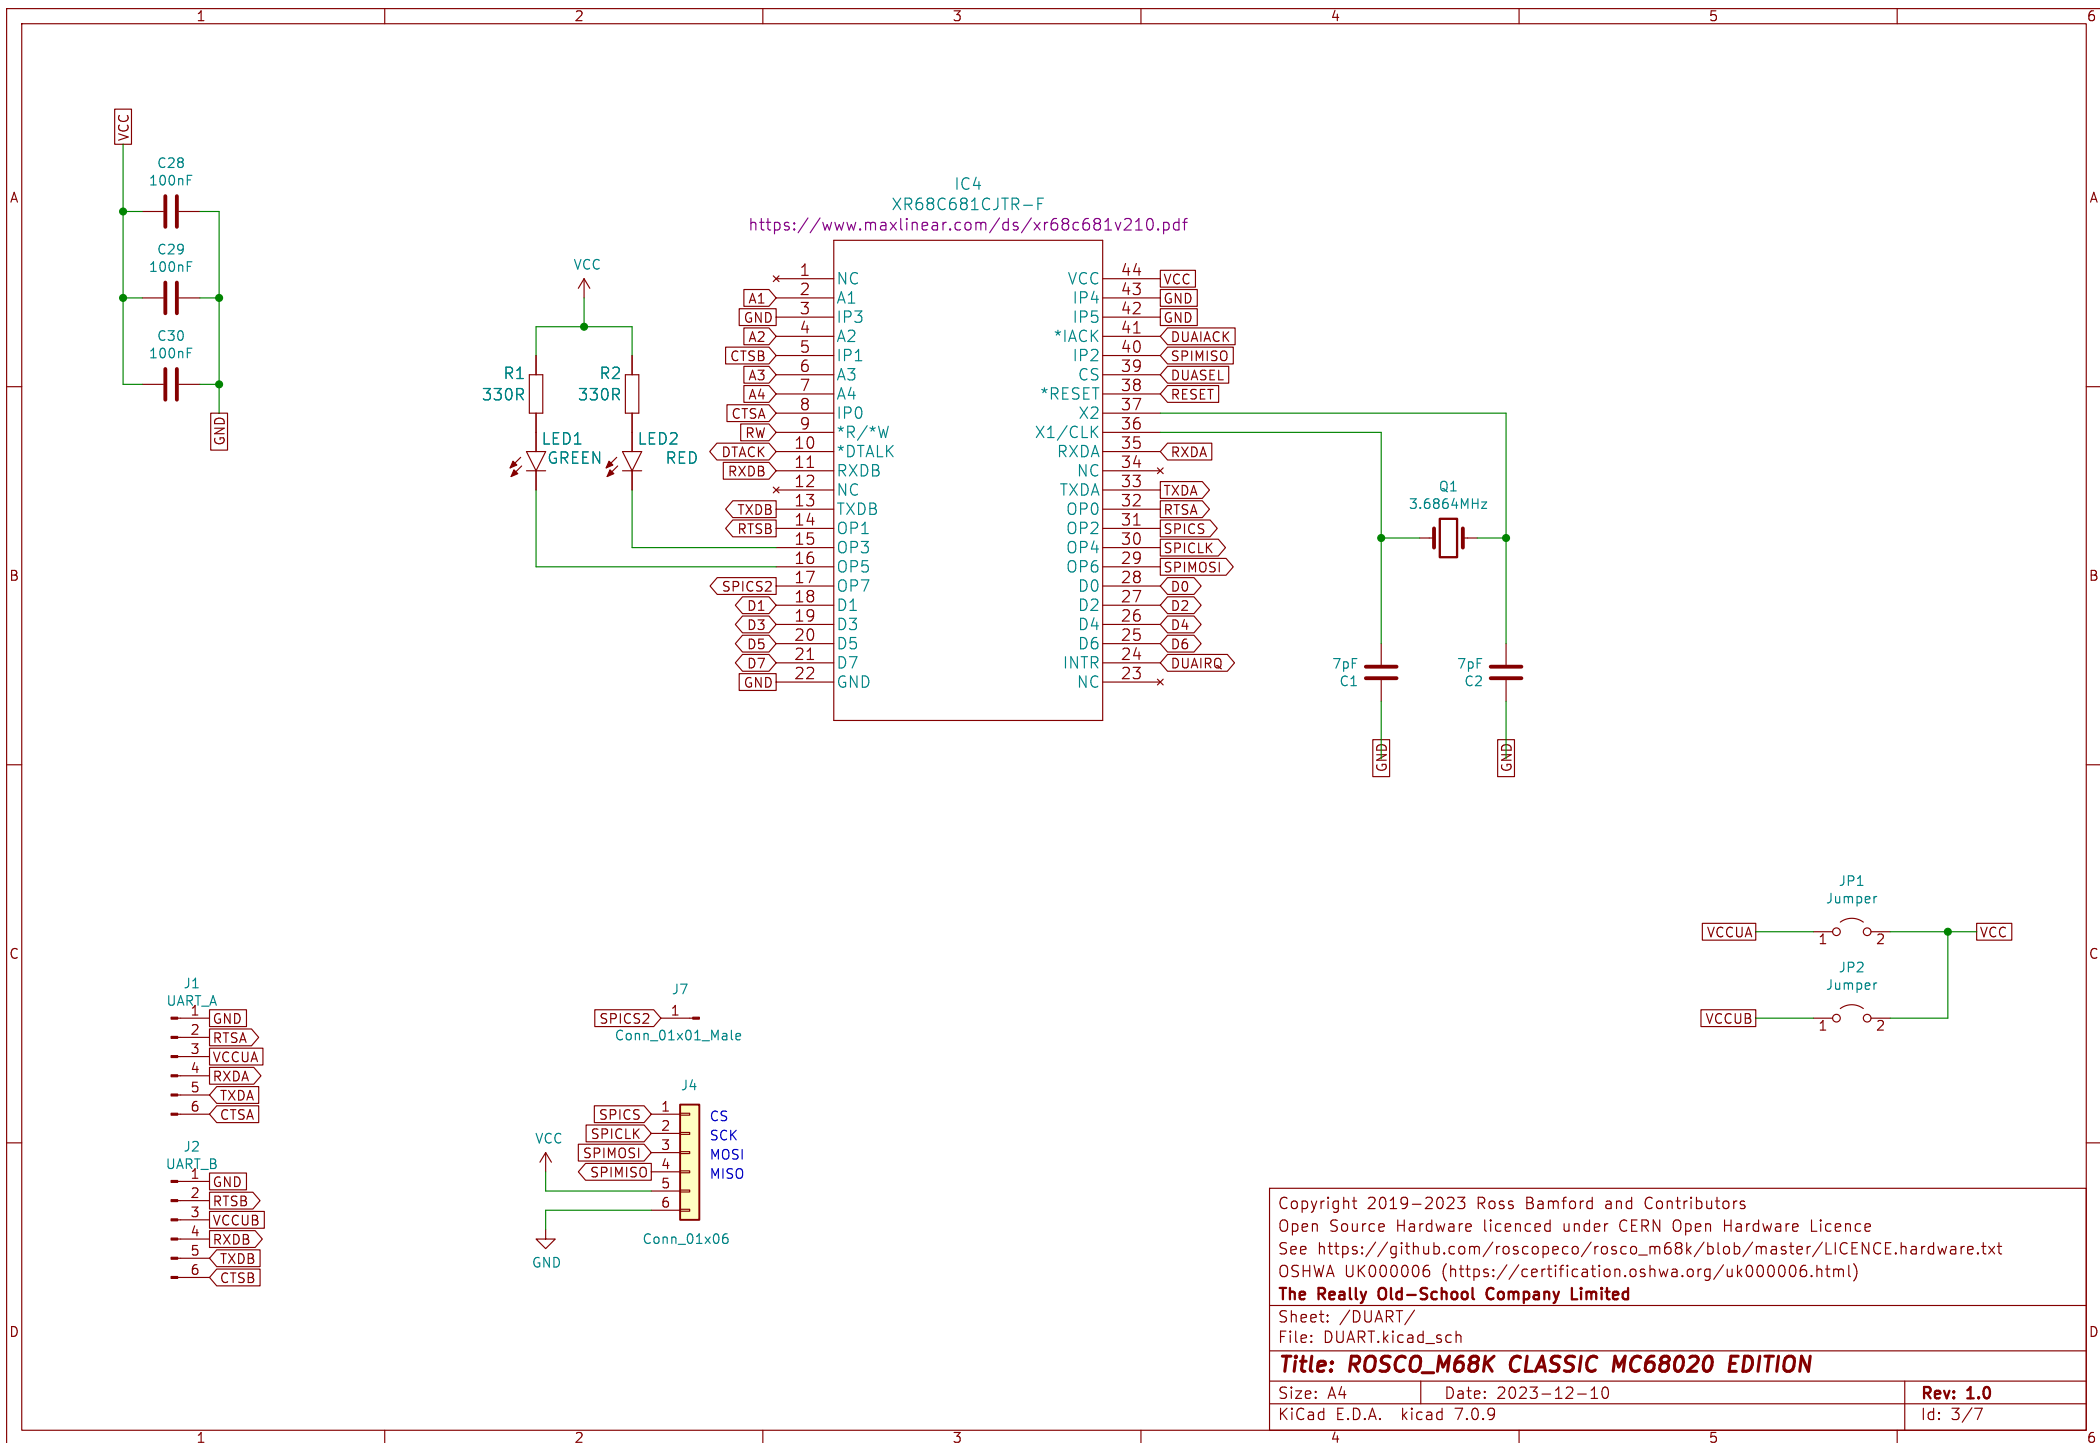 1 2 3 4 5 6
A
B
C
D
A
B
C
D
VCC
C28
100nF
C29
100nF
C30
100nF
GND
VCC
R1
330R
R2
330R
LED1
GREEN
LED2
RED
IC4
XR68C681CJTR-F
https://www.maxlinear.com/ds/xr68c681v210.pdf
1 NC
A1 2 A1
GND 3 IP3
A2 4 A2
CTSB 5 IP1
A3 6 A3
A4 7 A4
CTSA 8 IP0
RW 9 *R/*W
DTACK 10 *DTALK
RXDB 11 RXDB
12 NC
TXDB 13 TXDB
RTSB 14 OP1
15 OP3
16 OP5
SPICS2 17 OP7
D1 18 D1
D3 19 D3
D5 20 D5
D7 21 D7
GND 22 GND
VCC 44 VCC
IP4 43 GND
IP5 42 GND
*IACK 41 DUAIACK
IP2 40 SPIMISO
CS 39 DUASEL
*RESET 38 RESET
X2 37
X1/CLK 36
RXDA 35 RXDA
NC 34
TXDA 33 TXDA
OP0 32 RTSA
OP2 31 SPICS
OP4 30 SPICLK
OP6 29 SPIMOSI
D0 28 D0
D2 27 D2
D4 26 D4
D6 25 D6
INTR 24 DUAIRQ
NC 23
Q1
3.6864MHz
7pF
C1
7pF
C2
GND
GND
JP1
Jumper
VCCUA 1 2 VCC
JP2
Jumper
VCCUB 1 2
J1
UART_A
1 GND
2 RTSA
3 VCCUA
4 RXDA
5 TXDA
6 CTSA
J2
UART_B
1 GND
2 RTSB
3 VCCUB
4 RXDB
5 TXDB
6 CTSB
J7
SPICS2 1
Conn_01x01_Male
J4
SPICS 1 CS
SPICLK 2 SCK
SPIMOSI 3 MOSI
SPIMISO 4 MISO
VCC 5
6
Conn_01x06
GND
Copyright 2019-2023 Ross Bamford and Contributors
Open Source Hardware licenced under CERN Open Hardware Licence
See https://github.com/roscopeco/rosco_m68k/blob/master/LICENCE.hardware.txt
OSHWA UK000006 (https://certification.oshwa.org/uk000006.html)
The Really Old-School Company Limited
Sheet: /DUART/
File: DUART.kicad_sch
Title: ROSCO_M68K CLASSIC MC68020 EDITION
Size: A4 Date: 2023-12-10 Rev: 1.0
KiCad E.D.A. kicad 7.0.9 Id: 3/7
1 2 3 4 5 6